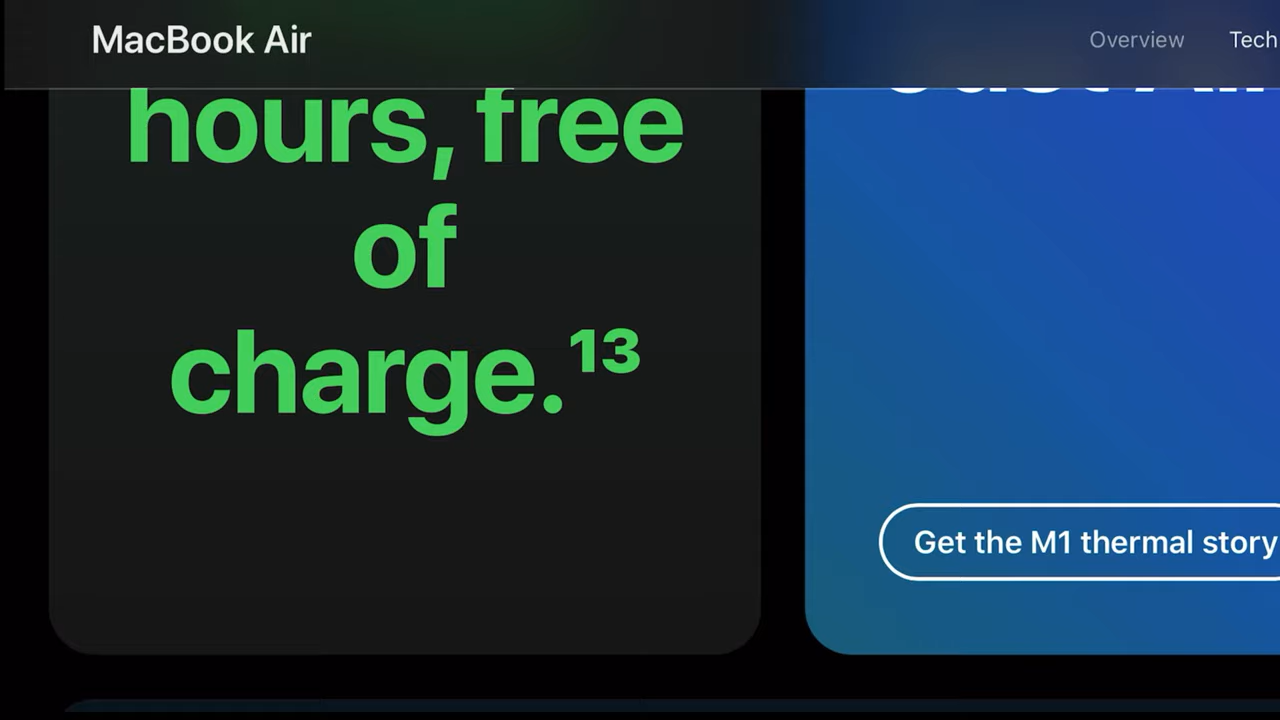 MacBook Air
Overview
Tech
hours, free
of
charge.¹³
Get the M1 thermal story